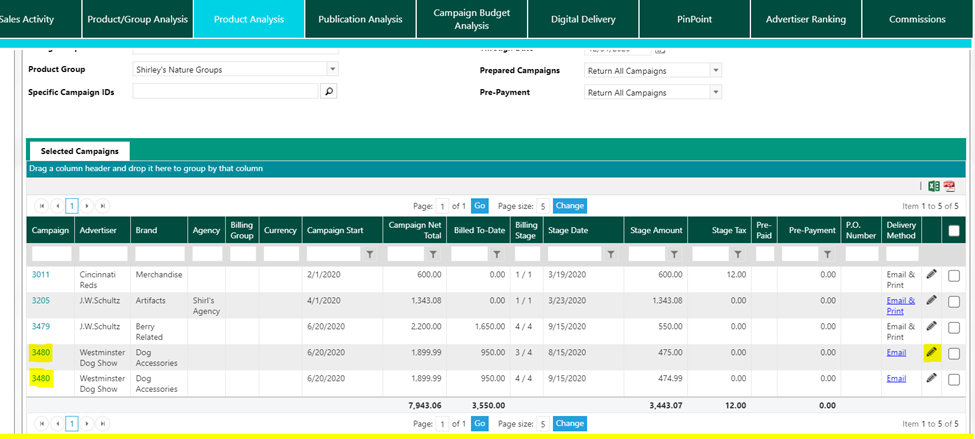 Sales Activity Product/Group Analysis Product Analysis Publication Analysis Campaign Budget Analysis Digital Delivery PinPoint Advertiser Ranking Commissions
Product Group Shirley's Nature Groups Prepared Campaigns Return All Campaigns
Specific Campaign IDs Pre-Payment Return All Campaigns
Selected Campaigns
Drag a column header and drop it here to group by that column
1 Page: 1 of 1 Go Page size: 5 Change Item 1 to 5 of 5
Campaign Advertiser Brand Agency Billing Group Currency Campaign Start Campaign Net Total Billed To-Date Billing Stage Stage Date Stage Amount Stage Tax Pre-Paid Pre-Payment P.O. Number Delivery Method
3011 Cincinnati Reds Merchandise 2/1/2020 600.00 0.00 1 / 1 3/19/2020 600.00 12.00 0.00 Email & Print
3205 J.W.Schultz Artifacts Shirl's Agency 4/1/2020 1,343.08 0.00 1 / 1 3/23/2020 1,343.08 0.00 0.00 Email & Print
3479 J.W.Schultz Berry Related 6/20/2020 2,200.00 1,650.00 4 / 4 9/15/2020 550.00 0.00 0.00 Email & Print
3480 Westminster Dog Show Dog Accessories 6/20/2020 1,899.99 950.00 3 / 4 8/15/2020 475.00 0.00 0.00 Email
3480 Westminster Dog Show Dog Accessories 6/20/2020 1,899.99 950.00 4 / 4 9/15/2020 474.99 0.00 0.00 Email
7,943.06 3,550.00 3,443.07 12.00 0.00
1 Page: 1 of 1 Go Page size: 5 Change Item 1 to 5 of 5